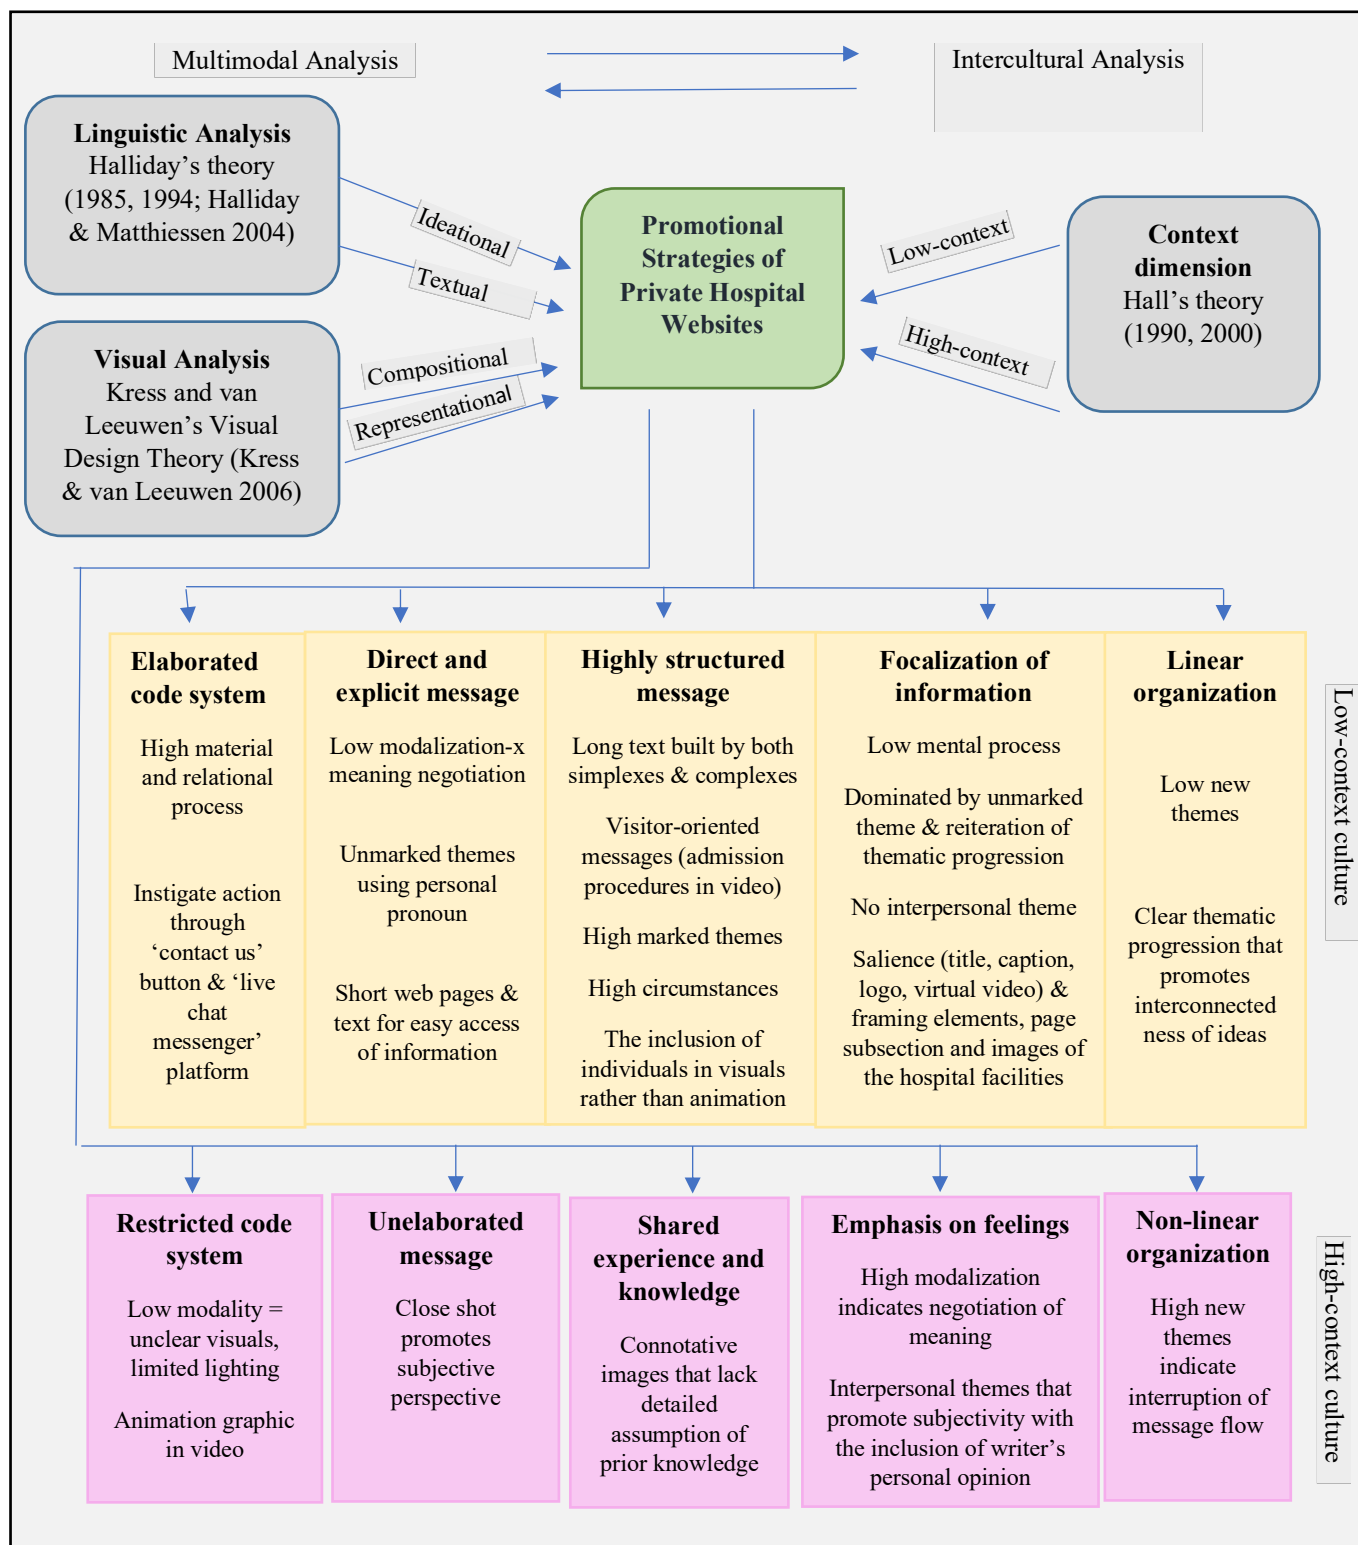 Multimodal Analysis
Intercultural Analysis
Linguistic Analysis
Halliday’s theory
(1985, 1994; Halliday
& Matthiessen 2004)
Ideational
Textual
Visual Analysis
Kress and van
Leeuwen’s Visual
Design Theory (Kress
& van Leeuwen 2006)
Compositional
Representational
Promotional
Strategies of
Private Hospital
Websites
Low-context
High-context
Context
dimension
Hall’s theory
(1990, 2000)
Elaborated
code system
High material
and relational
process
Instigate action
through
‘contact us’
button & ‘live
chat
messenger’
platform
Direct and
explicit message
Low modalization-x
meaning negotiation
Unmarked themes
using personal
pronoun
Short web pages &
text for easy access
of information
Highly structured
message
Long text built by both
simplexes & complexes
Visitor-oriented
messages (admission
procedures in video)
High marked themes
High circumstances
The inclusion of
individuals in visuals
rather than animation
Focalization of
information
Low mental process
Dominated by unmarked
theme & reiteration of
thematic progression
No interpersonal theme
Salience (title, caption,
logo, virtual video) &
framing elements, page
subsection and images of
the hospital facilities
Linear
organization
Low new
themes
Clear thematic
progression that
promotes
interconnected
ness of ideas
Low-context culture
Restricted code
system
Low modality =
unclear visuals,
limited lighting
Animation graphic
in video
Unelaborated
message
Close shot
promotes
subjective
perspective
Shared
experience and
knowledge
Connotative
images that lack
detailed
assumption of
prior knowledge
Emphasis on feelings
High modalization
indicates negotiation of
meaning
Interpersonal themes that
promote subjectivity with
the inclusion of writer’s
personal opinion
Non-linear
organization
High new
themes
indicate
interruption of
message flow
High-context culture